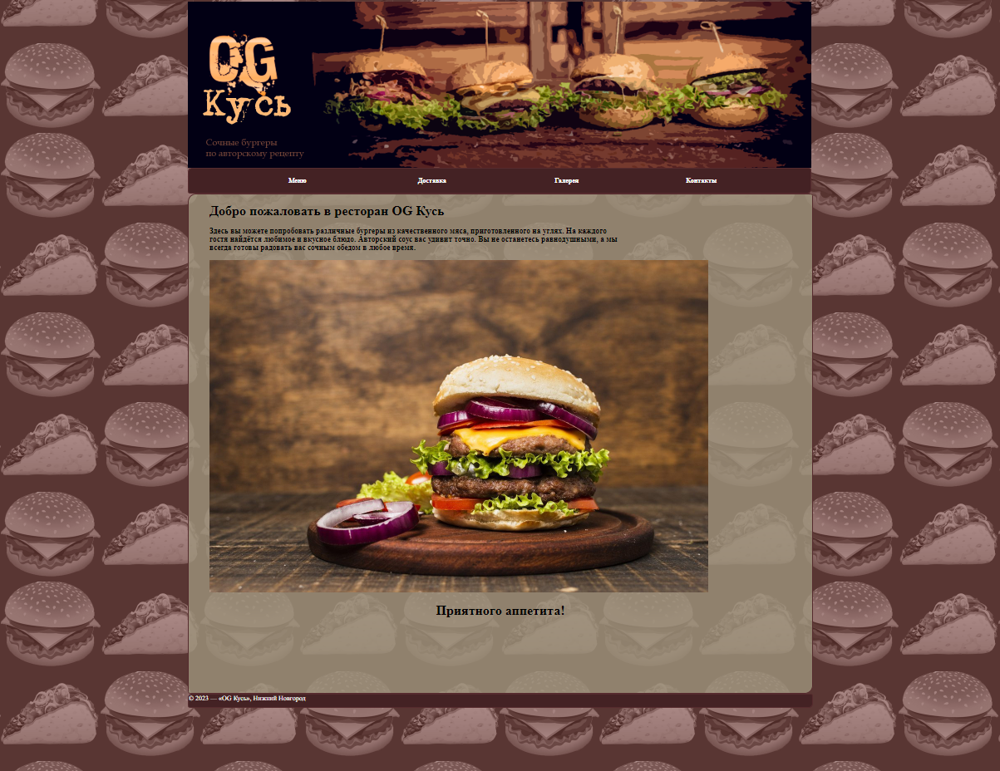 OG
Кусь
Сочные бургеры
по авторскому рецепту
Меню Доставка Галерея Контакты
Добро пожаловать в ресторан OG Кусь
Здесь вы можете попробовать различные бургеры из качественного мяса, приготовленного на углях. На каждого
гостя найдётся любимое и вкусное блюдо. Авторский соус вас удивит точно. Вы не останетесь равнодушными, а мы
всегда готовы радовать вас сочным обедом в любое время.
Приятного аппетита!
© 2023 — «OG Кусь», Нижний Новгород